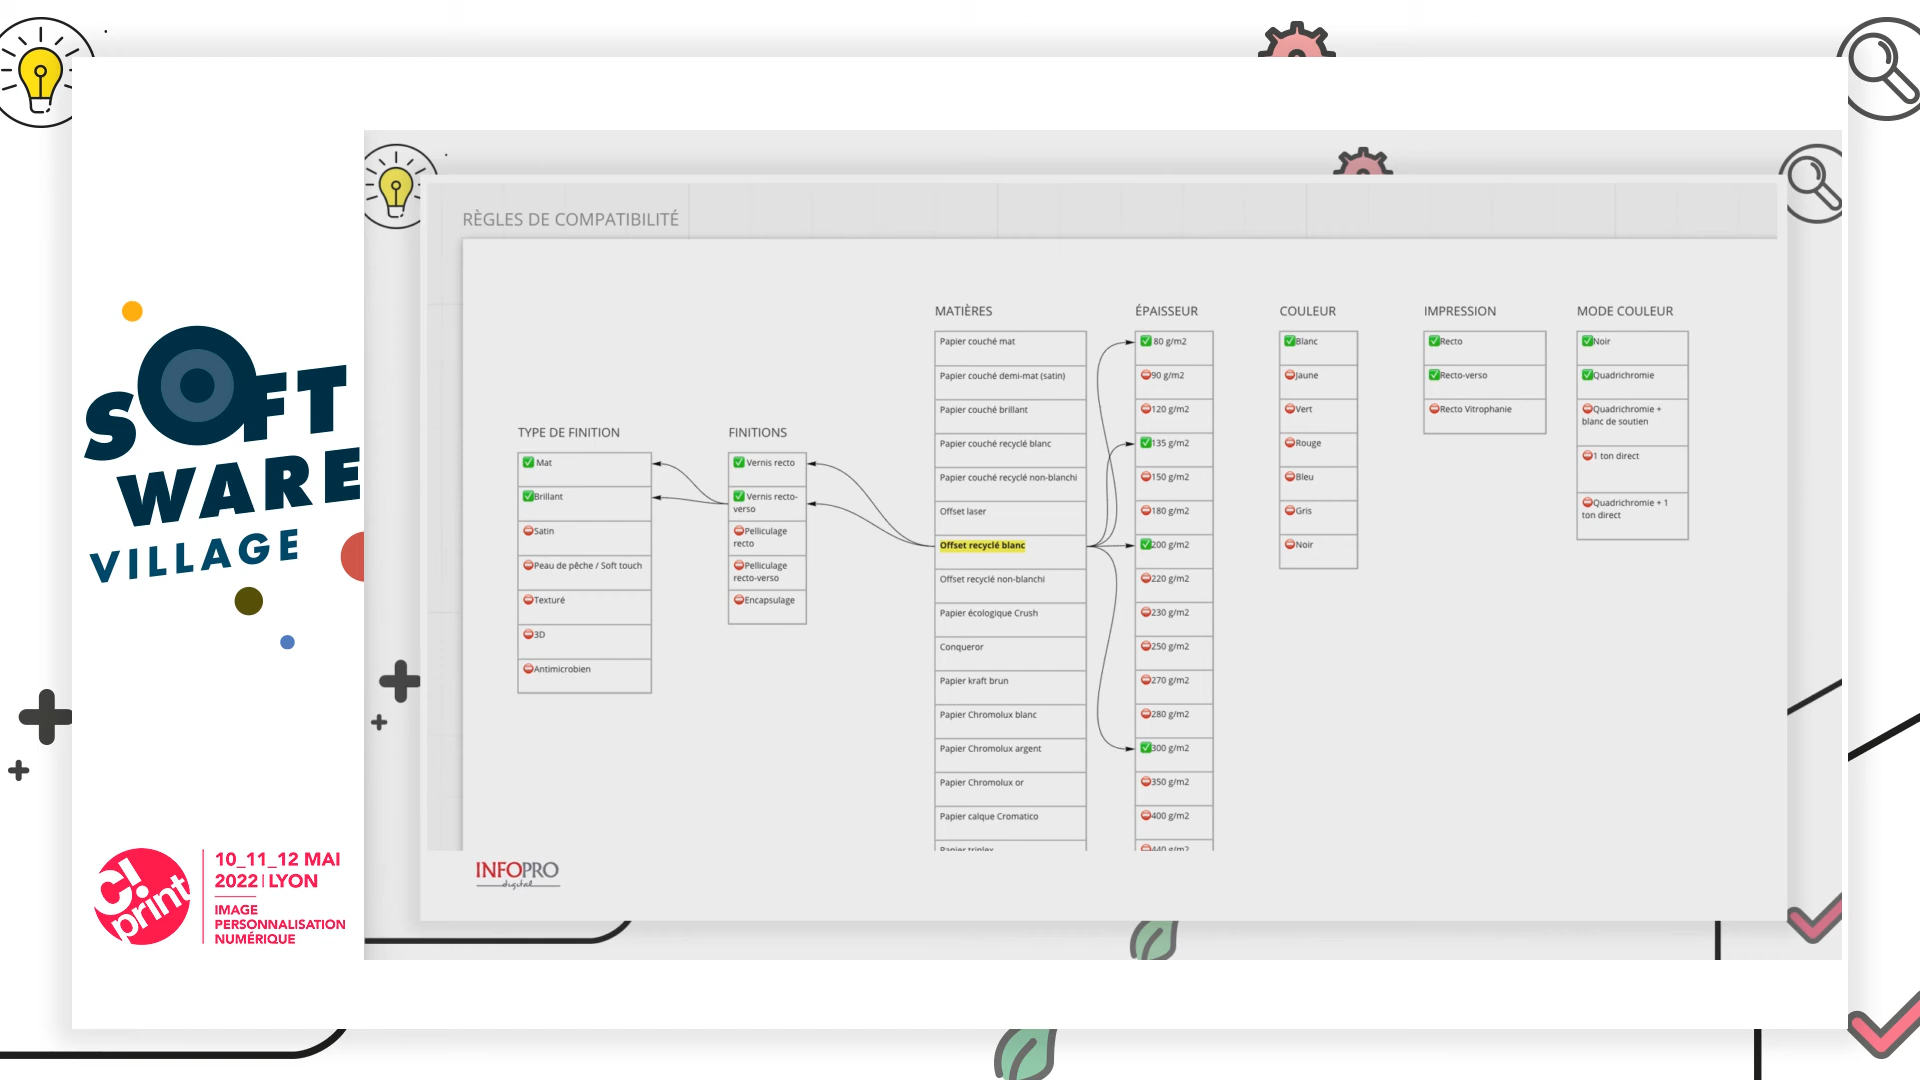 SOFT
WARE
VILLAGE
C!print
10_11_12 MAI
2022 | LYON
IMAGE
PERSONNALISATION
NUMÉRIQUE
RÈGLES DE COMPATIBILITÉ
TYPE DE FINITION
Mat
Brillant
Satin
Peau de pêche / Soft touch
Texturé
3D
Antimicrobien
FINITIONS
Vernis recto
Vernis recto-
verso
Pelliculage
recto
Pelliculage
recto-verso
Encapsulage
MATIÈRES
Papier couché mat
Papier couché demi-mat (satin)
Papier couché brillant
Papier couché recyclé blanc
Papier couché recyclé non-blanchi
Offset laser
Offset recyclé blanc
Offset recyclé non-blanchi
Papier écologique Crush
Conqueror
Papier kraft brun
Papier Chromolux blanc
Papier Chromolux argent
Papier Chromolux or
Papier calque Cromatico
Papier triplex
ÉPAISSEUR
80 g/m2
90 g/m2
120 g/m2
135 g/m2
150 g/m2
180 g/m2
200 g/m2
220 g/m2
230 g/m2
250 g/m2
270 g/m2
280 g/m2
300 g/m2
350 g/m2
400 g/m2
440 g/m2
COULEUR
Blanc
Jaune
Vert
Rouge
Bleu
Gris
Noir
IMPRESSION
Recto
Recto-verso
Recto Vitrophanie
MODE COULEUR
Noir
Quadrichromie
Quadrichromie +
blanc de soutien
1 ton direct
Quadrichromie + 1
ton direct
INFOPRO
digital